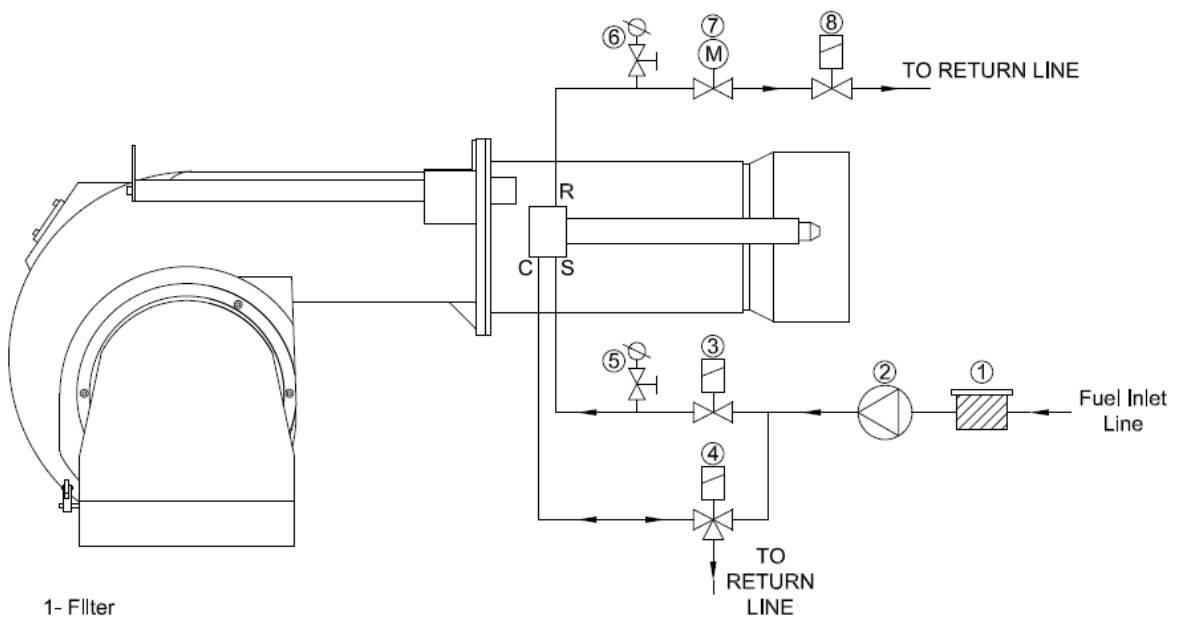 ⑥
⑦
M
⑧
TO RETURN LINE
R
C
S
⑤
③
②
①
Fuel Inlet
Line
④
TO
RETURN
LINE
1- Filter